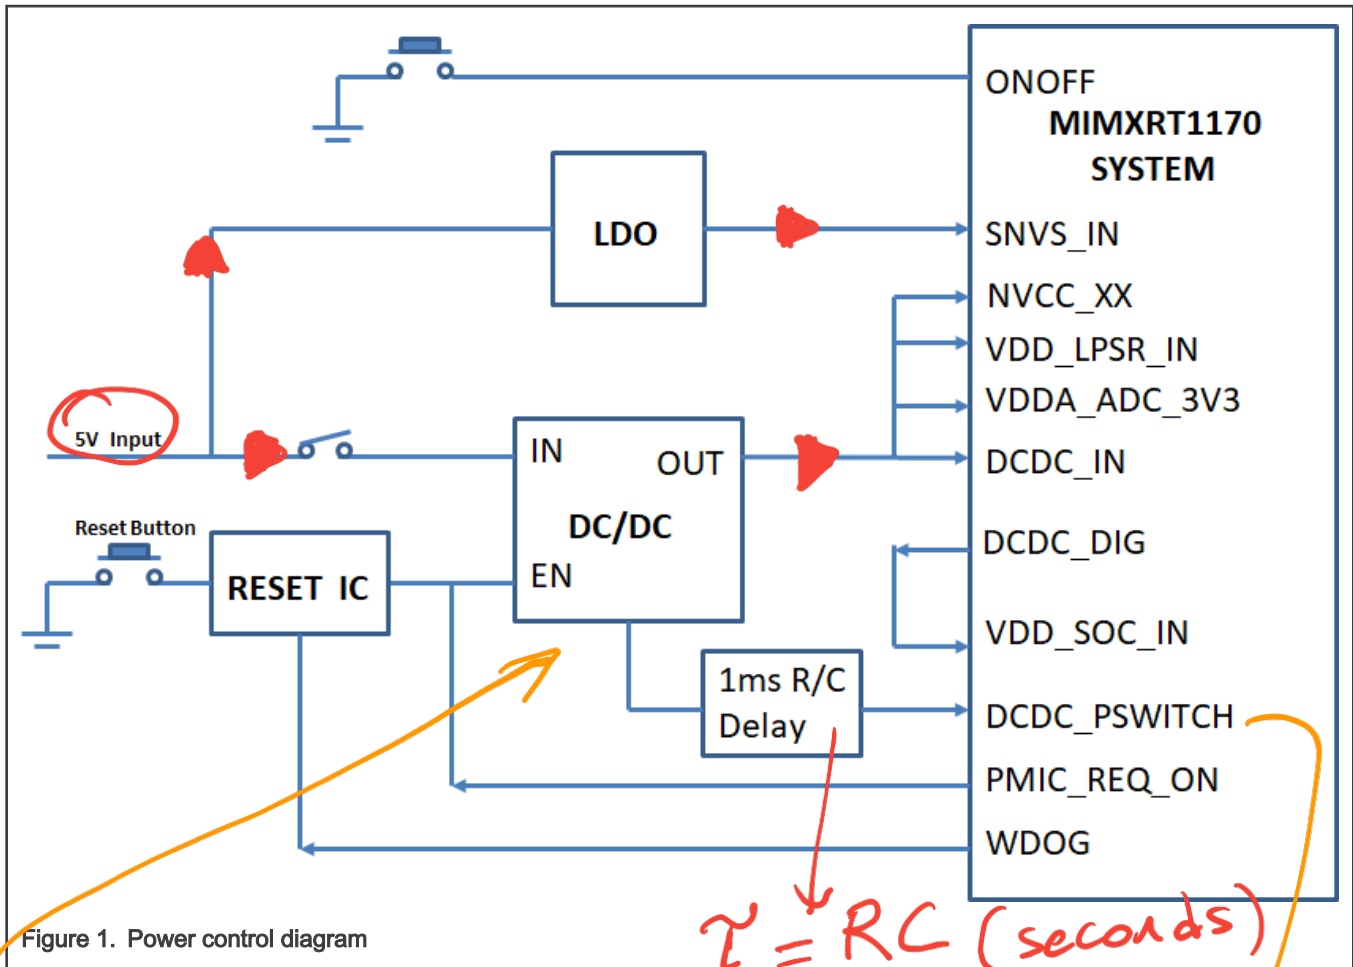 ONOFF
MIMXRT1170
SYSTEM
LDO
SNVS_IN
NVCC_XX
VDD_LPSR_IN
VDDA_ADC_3V3
5V Input
IN
OUT
DCDC_IN
DC/DC
Reset Button
RESET IC
EN
DCDC_DIG
VDD_SOC_IN
1ms R/C
Delay
DCDC_PSWITCH
PMIC_REQ_ON
WDOG
τ = RC (seconds)
Figure 1. Power control diagram